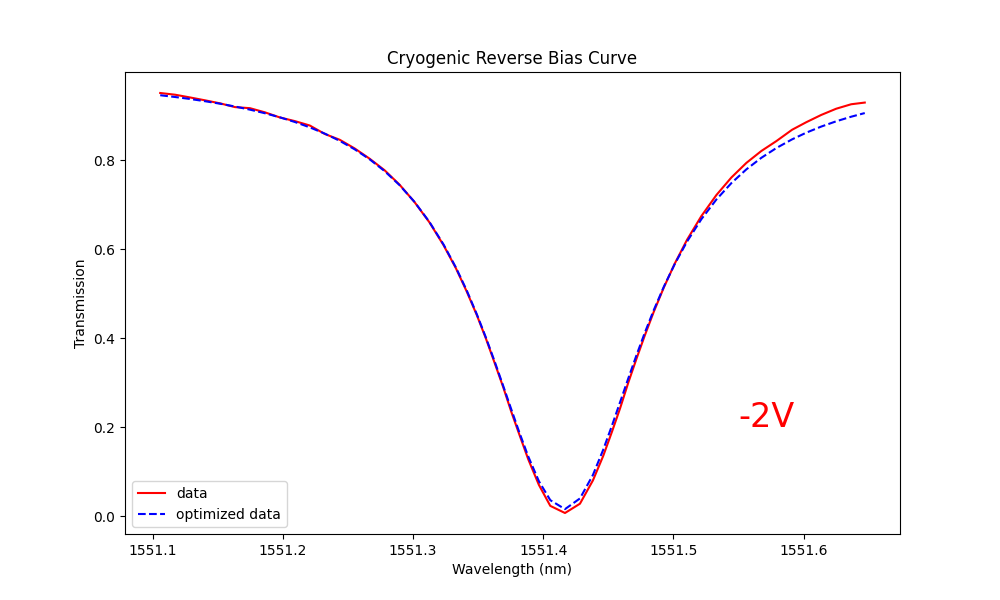 Cryogenic Reverse Bias Curve
Transmission
0.8
0.6
0.4
0.2
0.0
-2V
data
optimized data
1551.1 1551.2 1551.3 1551.4 1551.5 1551.6
Wavelength (nm)